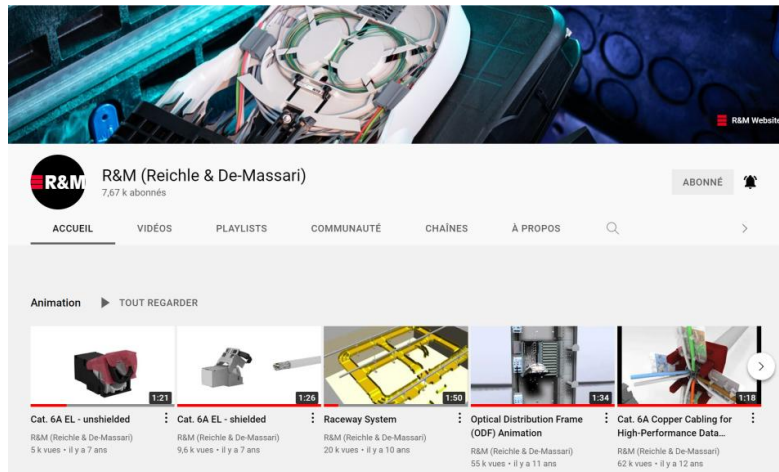 R&M Website
R&M
R&M (Reichle & De-Massari)
7,67 k abonnés
ABONNÉ
ACCUEIL VIDÉOS PLAYLISTS COMMUNAUTÉ CHAÎNES À PROPOS
Animation TOUT REGARDER
1:21 1:26 1:50 1:34 1:18
Cat. 6A EL - unshielded
R&M (Reichle & De-Massari)
5 k vues • il y a 7 ans
Cat. 6A EL - shielded
R&M (Reichle & De-Massari)
9,6 k vues • il y a 7 ans
Raceway System
R&M (Reichle & De-Massari)
20 k vues • il y a 10 ans
Optical Distribution Frame
(ODF) Animation
R&M (Reichle & De-Massari)
55 k vues • il y a 11 ans
Cat. 6A Copper Cabling for
High-Performance Data...
R&M (Reichle & De-Massari)
62 k vues • il y a 12 ans